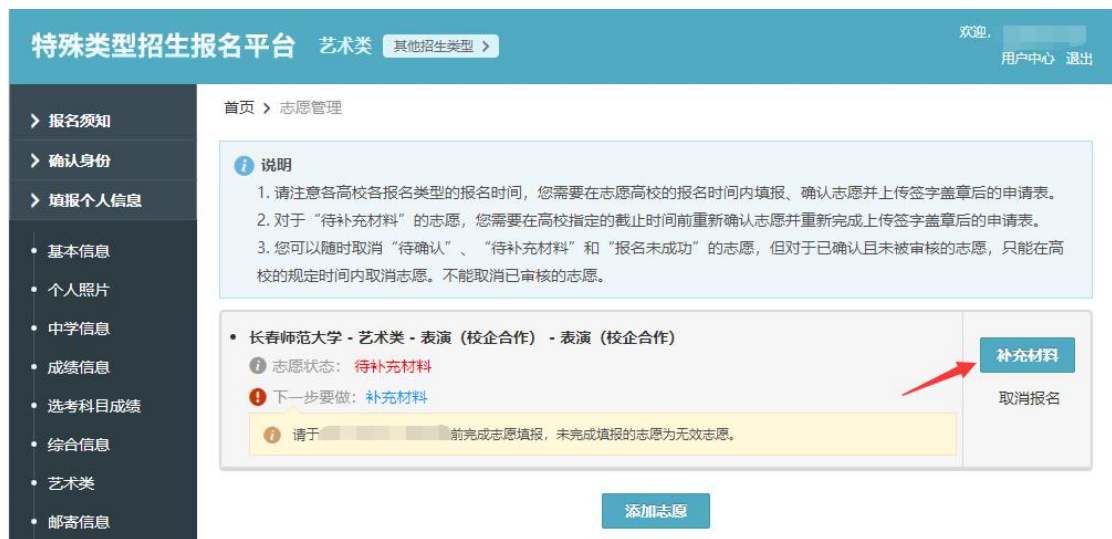 特殊类型招生报名平台 艺术类 其他招生类型 >
欢迎,
用户中心 退出
> 报名须知
> 确认身份
> 填报个人信息
• 基本信息
• 个人照片
• 中学信息
• 成绩信息
• 选考科目成绩
• 综合信息
• 艺术类
• 邮寄信息
首页 > 志愿管理
说明
1. 请注意各高校各报名类型的报名时间，您需要在志愿高校的报名时间内填报、确认志愿并上传签字盖章后的申请表。
2. 对于“待补充材料”的志愿，您需要在高校指定的截止时间前重新确认志愿并重新完成上传签字盖章后的申请表。
3. 您可以随时取消“待确认”、 “待补充材料”和“报名未成功”的志愿，但对于已确认且未被审核的志愿，只能在高
校的规定时间内取消志愿。不能取消已审核的志愿。
• 长春师范大学 - 艺术类 - 表演（校企合作） - 表演（校企合作）
志愿状态： 待补充材料
下一步要做：补充材料
请于 前完成志愿填报，未完成填报的志愿为无效志愿。
补充材料
取消报名
添加志愿